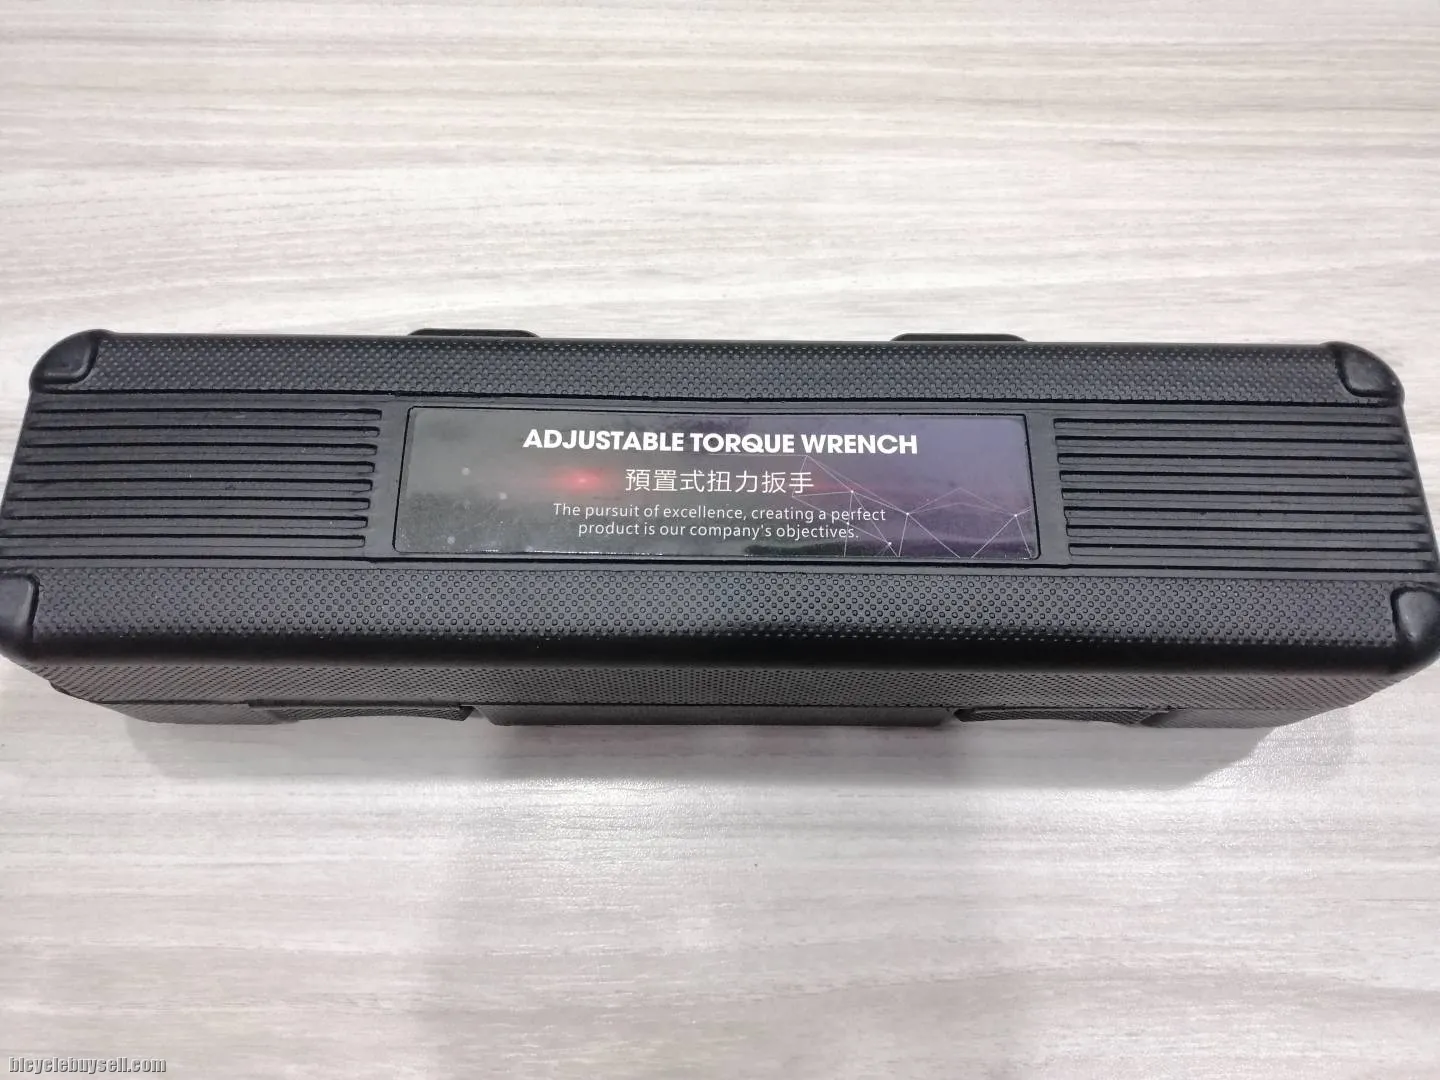 ADJUSTABLE TORQUE WRENCH
預置式扭力扳手
The pursuit of excellence, creating a perfect
product is our company's objectives.
bicyclebuysell.com